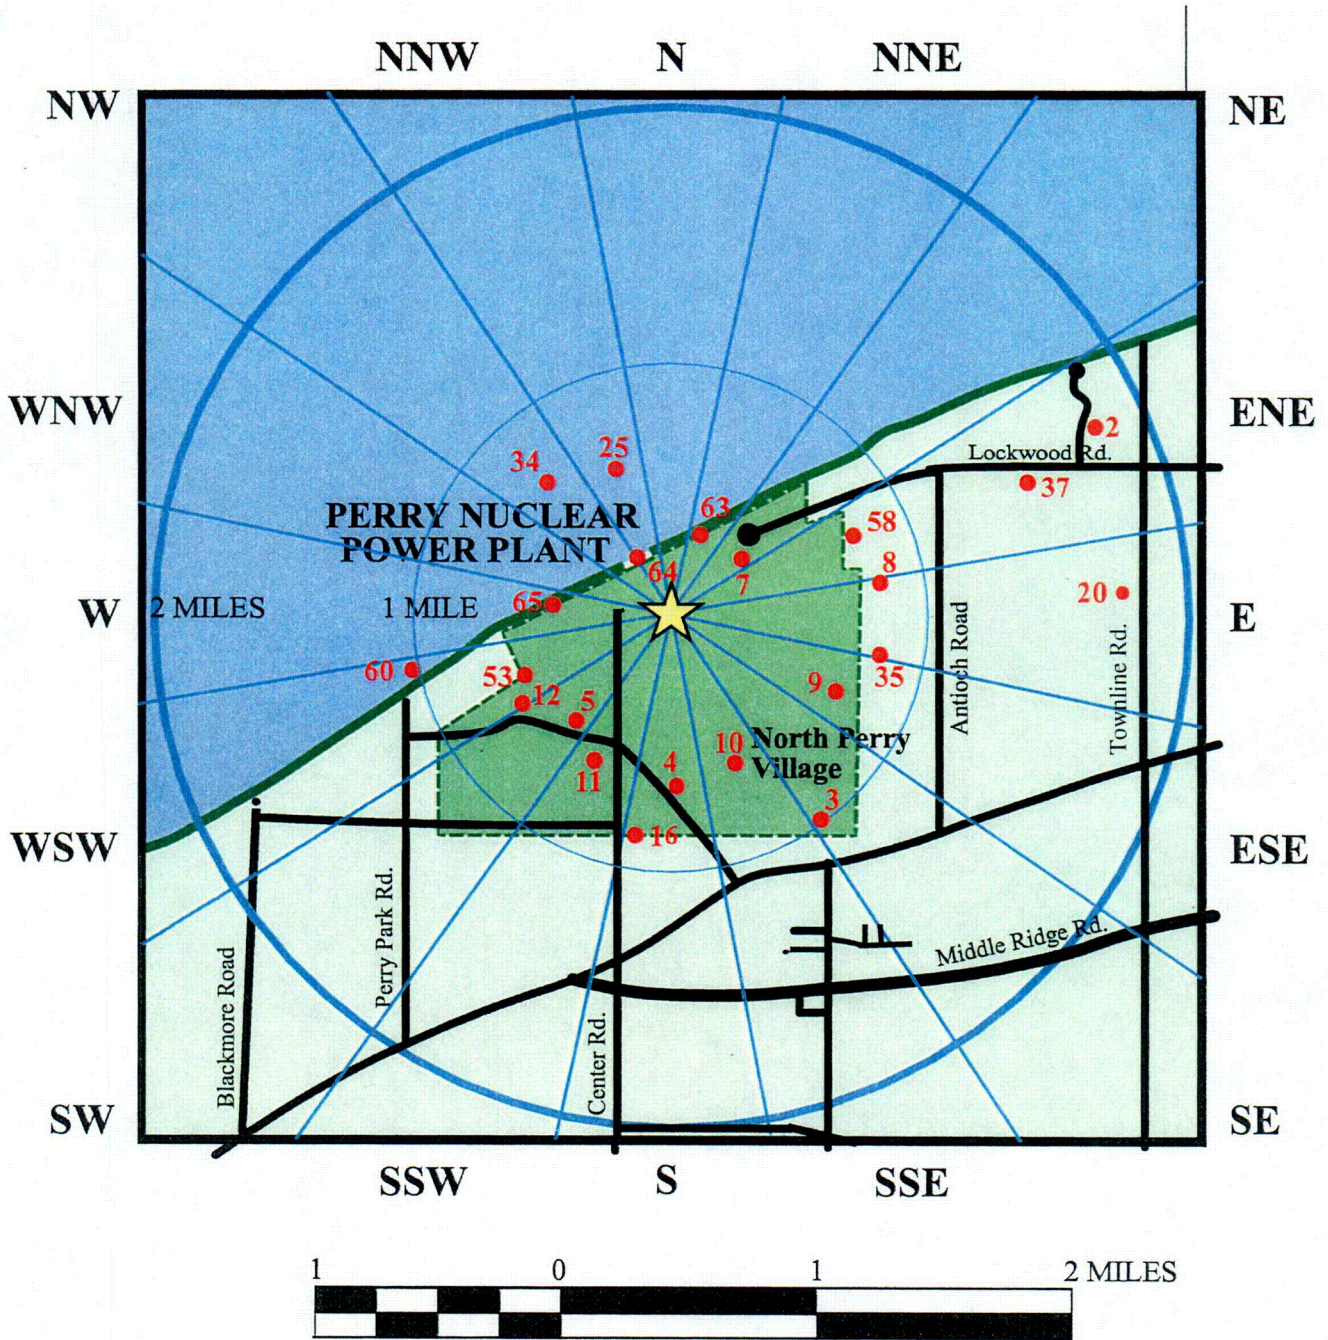 NNW N NNE
NW NE
WNW ENE
2
Lockwood Rd.
34 25
37
63
58
PERRY NUCLEAR
POWER PLANT
64 7 8
65
20
2 MILES 1 MILE
W E
60 53 12 5
9 35
Antioch Road
Townline Rd.
10 North Perry
Village
11 4
3
16
WSW ESE
Perry Park Rd.
Blackmore Road
Middle Ridge Rd.
Center Rd.
SW SE
SSW S SSE
1 0 1 2 MILES